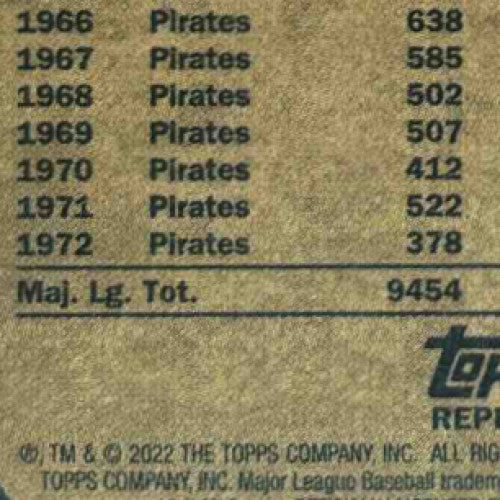 1966 Pirates 638
1967 Pirates 585
1968 Pirates 502
1969 Pirates 507
1970 Pirates 412
1971 Pirates 522
1972 Pirates 378
Maj. Lg. Tot. 9454
TOP
REP
®, TM & © 2022 THE TOPPS COMPANY, INC. ALL RIG
TOPPS COMPANY, INC. Major League Baseball tradem